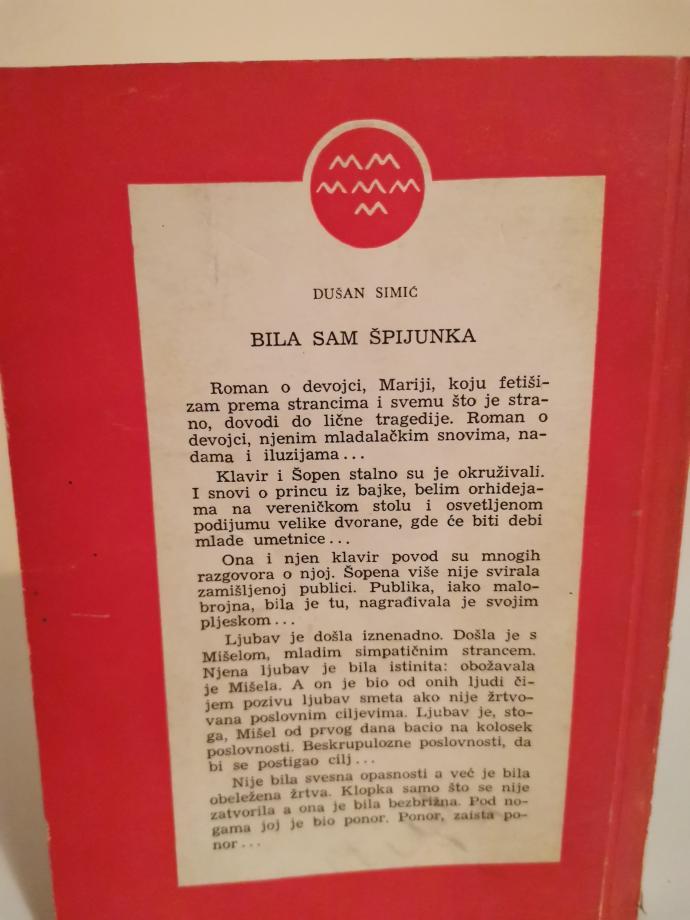 DUŠAN SIMIĆ
BILA SAM ŠPIJUNKA
Roman o devojci, Mariji, koju fetiši-
zam prema strancima i svemu što je stra-
no, dovodi do lične tragedije. Roman o
devojci, njenim mladalačkim snovima, na-
dama i iluzijama...
Klavir i Šopen stalno su je okruživali.
I snovi o princu iz bajke, belim orhideja-
ma na vereničkom stolu i osvetljenom
podijumu velike dvorane, gde će biti debi
mlade umetnice...
Ona i njen klavir povod su mnogih
razgovora o njoj. Šopena više nije svirala
zamišljenoj publici. Publika, iako malo-
brojna, bila je tu, nagrađivala je svojim
pljeskom...
Ljubav je došla iznenadno. Došla je s
Mišelom, mladim simpatičnim strancem.
Njena ljubav je bila istinita: obožavala
je Mišela. A on je bio od onih ljudi či-
jem pozivu ljubav smeta ako nije žrtvo-
vana poslovnim ciljevima. Ljubav je, sto-
ga, Mišel od prvog dana bacio na kolosek
poslovnosti. Beskrupulozne poslovnosti, da
bi se postigao cilj...
Nije bila svesna opasnosti a već je bila
obeležena žrtva. Klopka samo što se nije
zatvorila a ona je bila bezbrižna. Pod no-
gama joj je bio ponor. Ponor, zaista po-
nor...